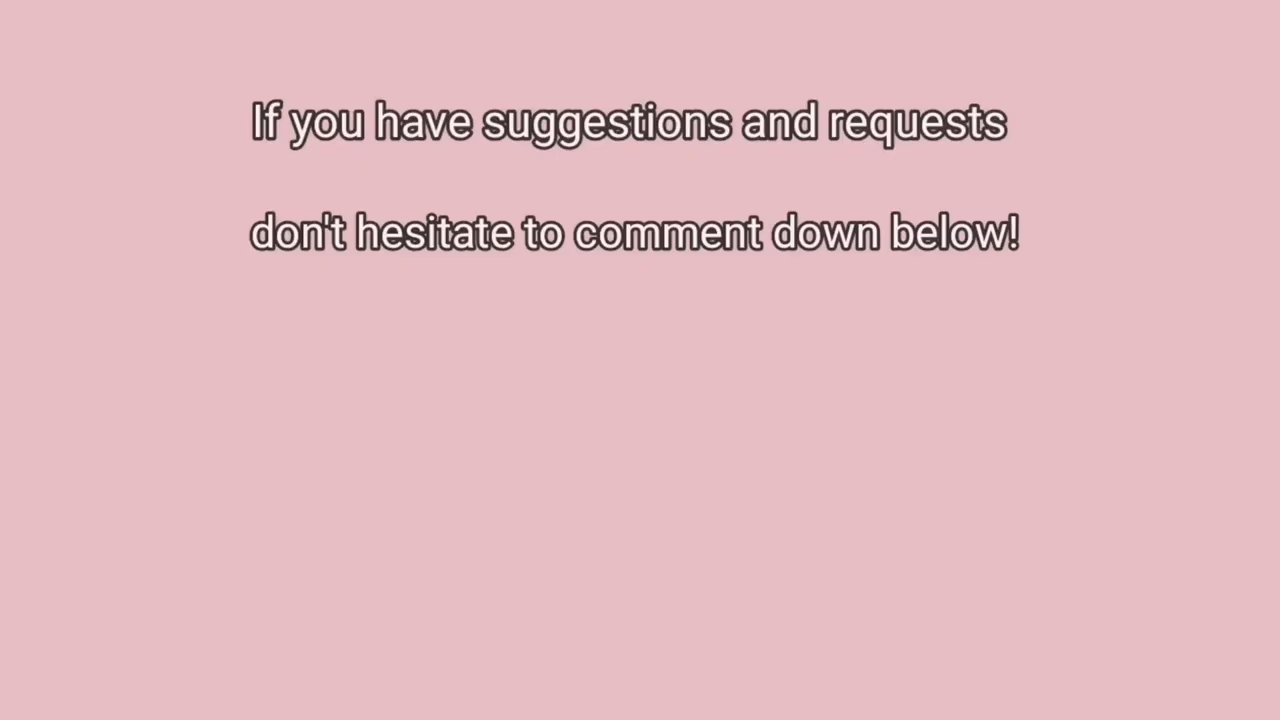 If you have suggestions and requests
don't hesitate to comment down below!